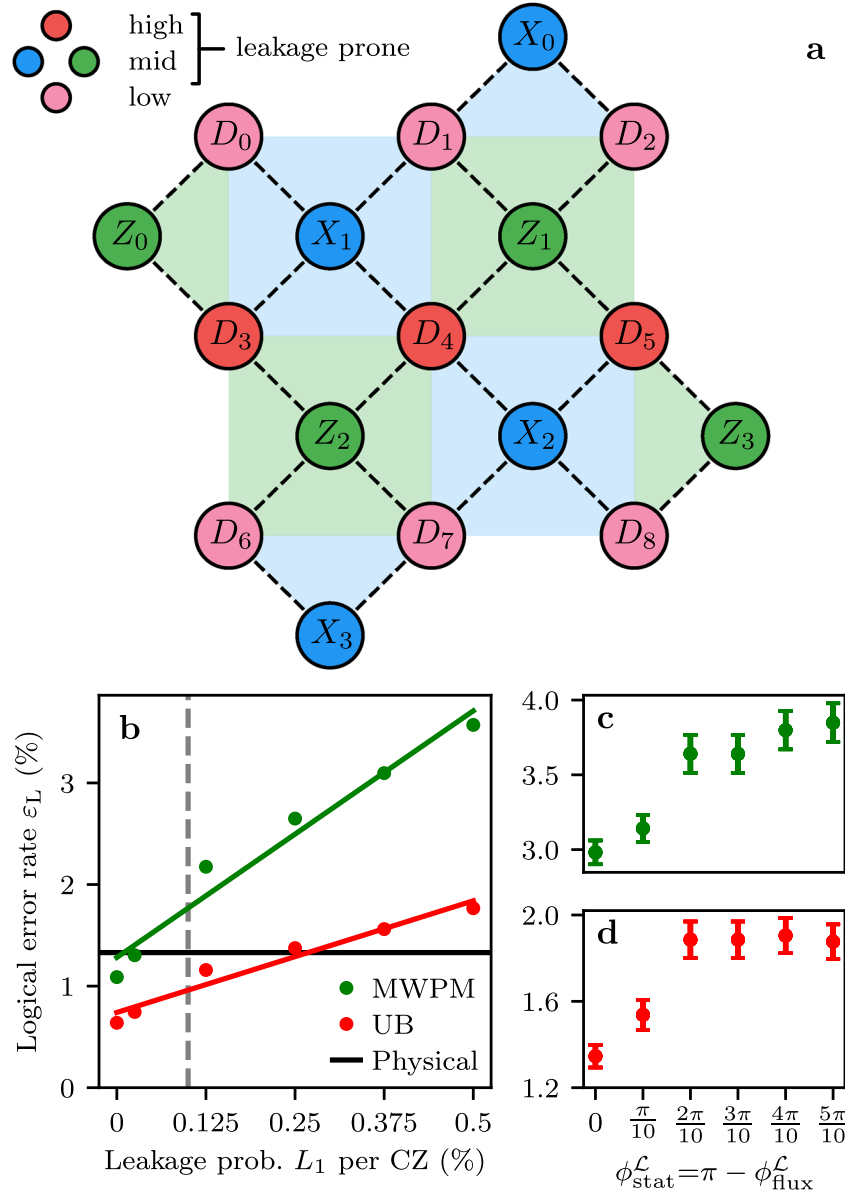 high
mid
low
leakage prone
a
X₀
D₀ D₁ D₂
Z₀ X₁ Z₁
D₃ D₄ D₅
Z₂ X₂ Z₃
D₆ D₇ D₈
X₃
b
Logical error rate ε_L (%)
3
2
1
0
MWPM
UB
Physical
0 0.125 0.25 0.375 0.5
Leakage prob. L₁ per CZ (%)
c
4.0
3.5
3.0
d
2.0
1.6
1.2
0 π/10 2π/10 3π/10 4π/10 5π/10
ϕ^ℒ_stat=π − ϕ^ℒ_flux